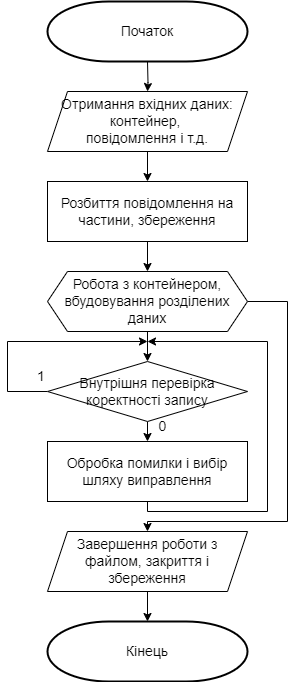 Початок
Отримання вхідних даних:
контейнер,
повідомлення і т.д.
Розбиття повідомлення на
частини, збереження
Робота з контейнером,
вбудовування розділених
даних
1
Внутрішня перевірка
коректності запису
0
Обробка помилки і вибір
шляху виправлення
Завершення роботи з
файлом, закриття і
збереження
Кінець